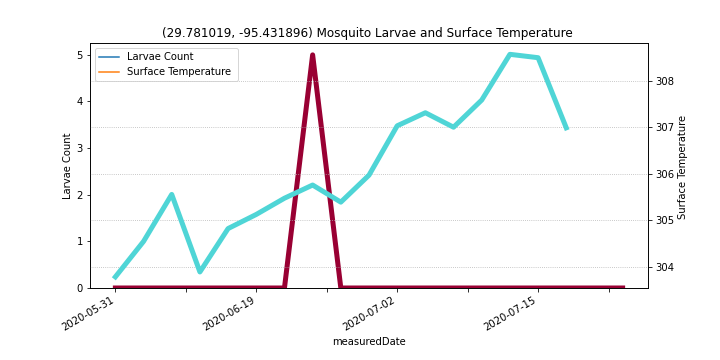 (29.781019, -95.431896) Mosquito Larvae and Surface Temperature
Larvae Count
Surface Temperature
5
4
3
2
1
0
Larvae Count
308
307
306
305
304
Surface Temperature
2020-05-31
2020-06-19
2020-07-02
2020-07-15
measuredDate